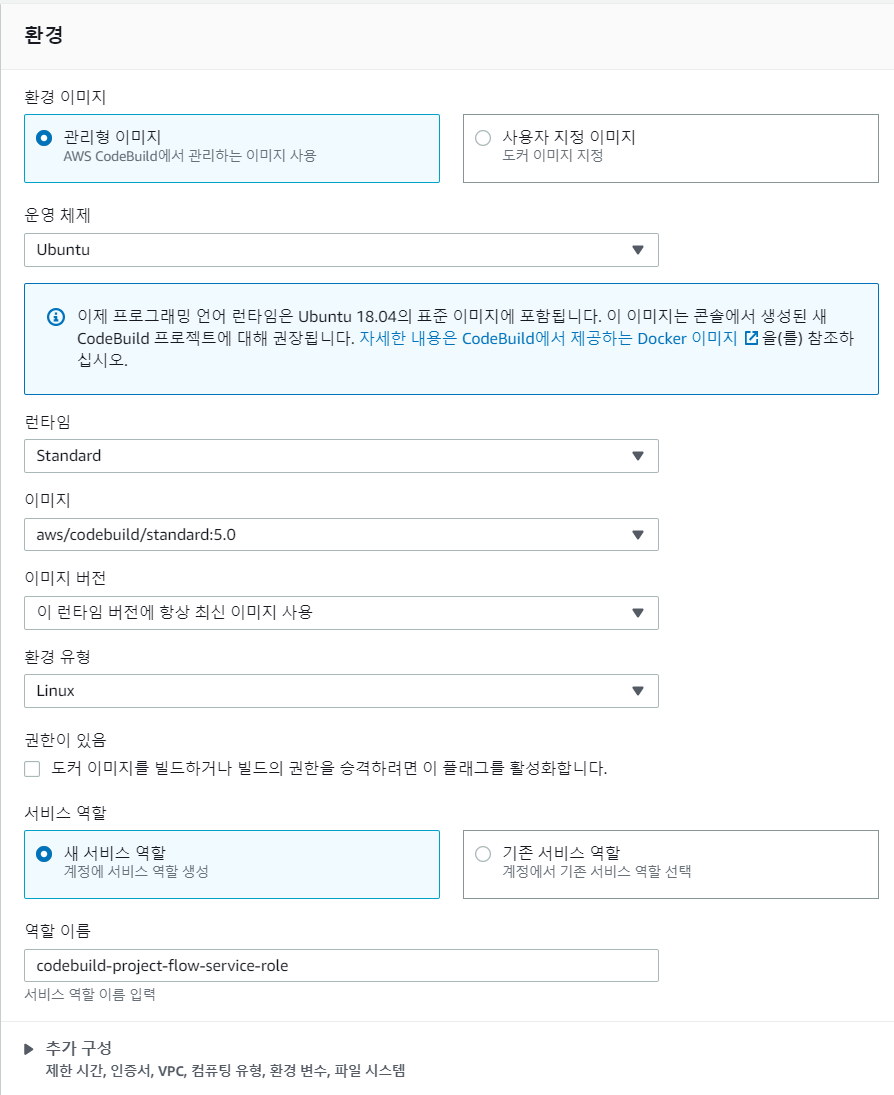 환경
환경 이미지
관리형 이미지
AWS CodeBuild에서 관리하는 이미지 사용
사용자 지정 이미지
도커 이미지 지정
운영 체제
Ubuntu
이제 프로그래밍 언어 런타임은 Ubuntu 18.04의 표준 이미지에 포함됩니다. 이 이미지는 콘솔에서 생성된 새
CodeBuild 프로젝트에 대해 권장됩니다. 자세한 내용은 CodeBuild에서 제공하는 Docker 이미지 을(를) 참조하
십시오.
런타임
Standard
이미지
aws/codebuild/standard:5.0
이미지 버전
이 런타임 버전에 항상 최신 이미지 사용
환경 유형
Linux
권한이 있음
도커 이미지를 빌드하거나 빌드의 권한을 승격하려면 이 플래그를 활성화합니다.
서비스 역할
새 서비스 역할
계정에 서비스 역할 생성
기존 서비스 역할
계정에서 기존 서비스 역할 선택
역할 이름
codebuild-project-flow-service-role
서비스 역할 이름 입력
추가 구성
제한 시간, 인증서, VPC, 컴퓨팅 유형, 환경 변수, 파일 시스템